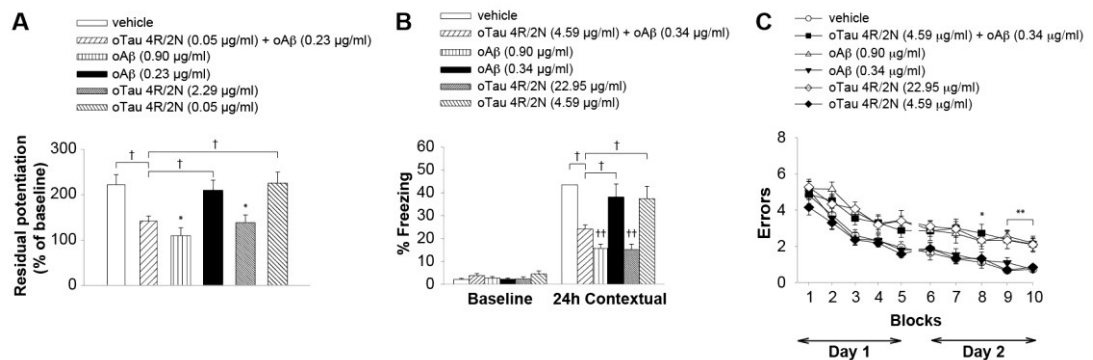 A
vehicle
oTau 4R/2N (0.05 µg/ml) + oAβ (0.23 µg/ml)
oAβ (0.90 µg/ml)
oAβ (0.23 µg/ml)
oTau 4R/2N (2.29 µg/ml)
oTau 4R/2N (0.05 µg/ml)
Residual potentiation
(% of baseline)
300
200
100
0
†
†
†
*
*
B
vehicle
oTau 4R/2N (4.59 µg/ml) + oAβ (0.34 µg/ml)
oAβ (0.90 µg/ml)
oAβ (0.34 µg/ml)
oTau 4R/2N (22.95 µg/ml)
oTau 4R/2N (4.59 µg/ml)
% Freezing
60
50
40
30
20
10
0
†
†
†
††
††
Baseline
24h Contextual
C
vehicle
oTau 4R/2N (4.59 µg/ml) + oAβ (0.34 µg/ml)
oAβ (0.90 µg/ml)
oAβ (0.34 µg/ml)
oTau 4R/2N (22.95 µg/ml)
oTau 4R/2N (4.59 µg/ml)
Errors
8
6
4
2
0
*
**
1 2 3 4 5 6 7 8 9 10
Blocks
Day 1 Day 2